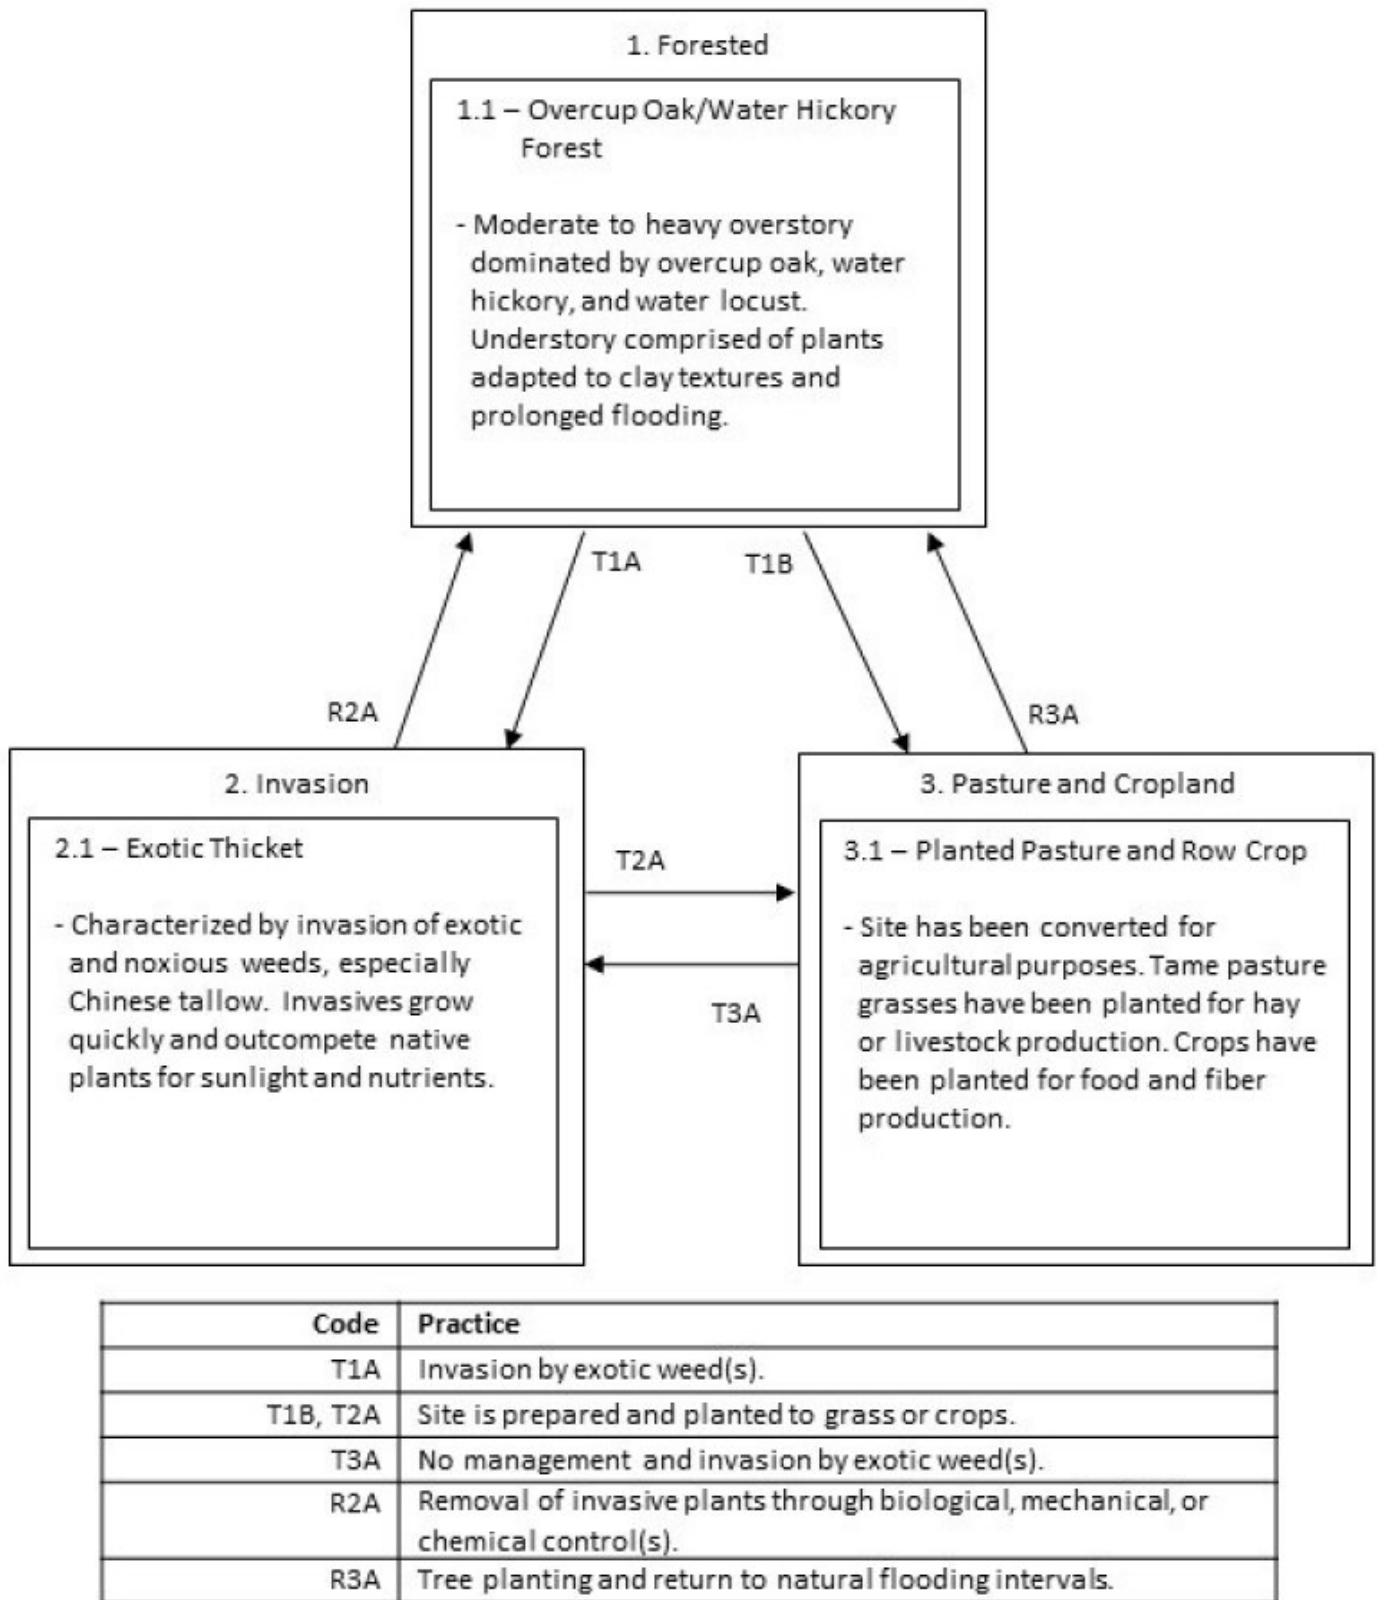 1. Forested
1.1 – Overcup Oak/Water Hickory
Forest
- Moderate to heavy overstory
dominated by overcup oak, water
hickory, and water locust.
Understory comprised of plants
adapted to clay textures and
prolonged flooding.
T1A
T1B
R2A
R3A
2. Invasion
2.1 – Exotic Thicket
- Characterized by invasion of exotic
and noxious weeds, especially
Chinese tallow. Invasives grow
quickly and outcompete native
plants for sunlight and nutrients.
T2A
T3A
3. Pasture and Cropland
3.1 – Planted Pasture and Row Crop
- Site has been converted for
agricultural purposes. Tame pasture
grasses have been planted for hay
or livestock production. Crops have
been planted for food and fiber
production.
Code Practice
T1A Invasion by exotic weed(s).
T1B, T2A Site is prepared and planted to grass or crops.
T3A No management and invasion by exotic weed(s).
R2A Removal of invasive plants through biological, mechanical, or
chemical control(s).
R3A Tree planting and return to natural flooding intervals.